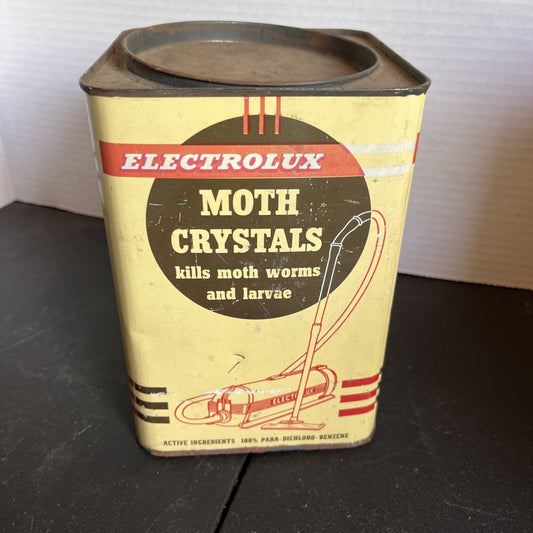 ELECTROLUX
MOTH
CRYSTALS
kills moth worms
and larvae
ELECTROLUX
ACTIVE INGREDIENTS 100% PARA-DICHLORO-BENZENE